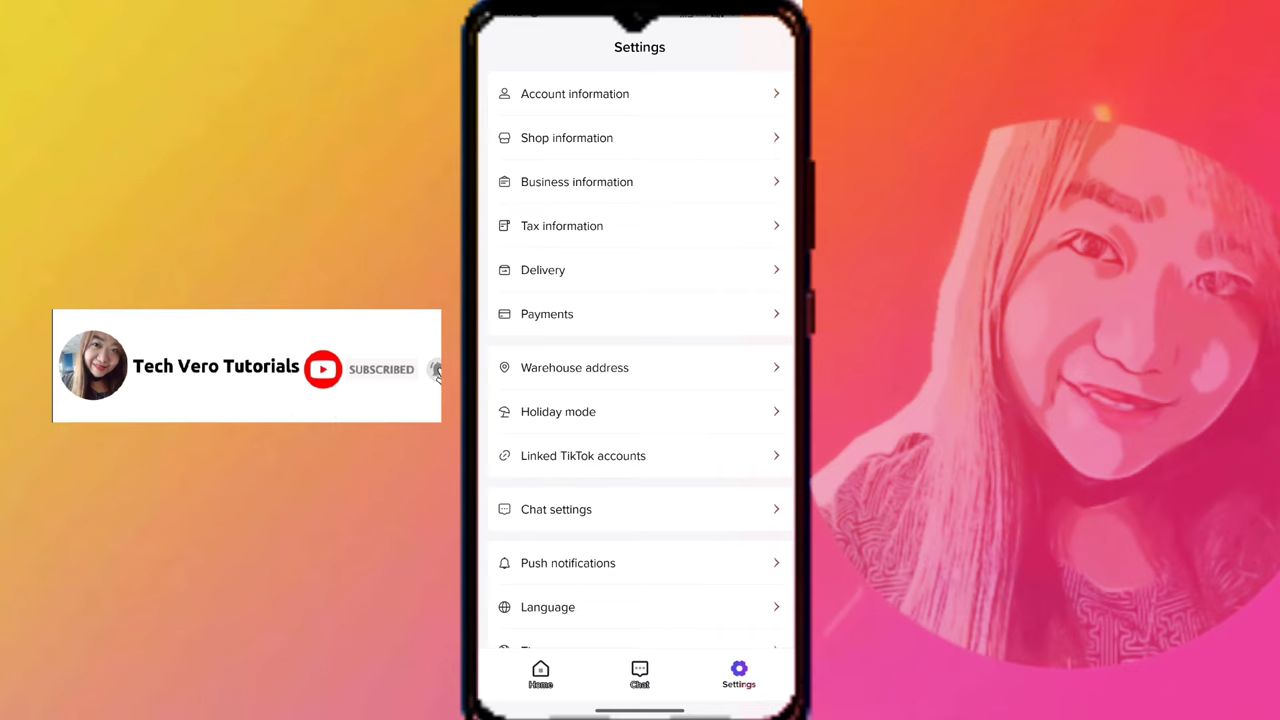 Settings
Account information
Shop information
Business information
Tax information
Delivery
Payments
Warehouse address
Holiday mode
Linked TikTok accounts
Chat settings
Push notifications
Language
Home
Chat
Settings
Tech Vero Tutorials
SUBSCRIBED